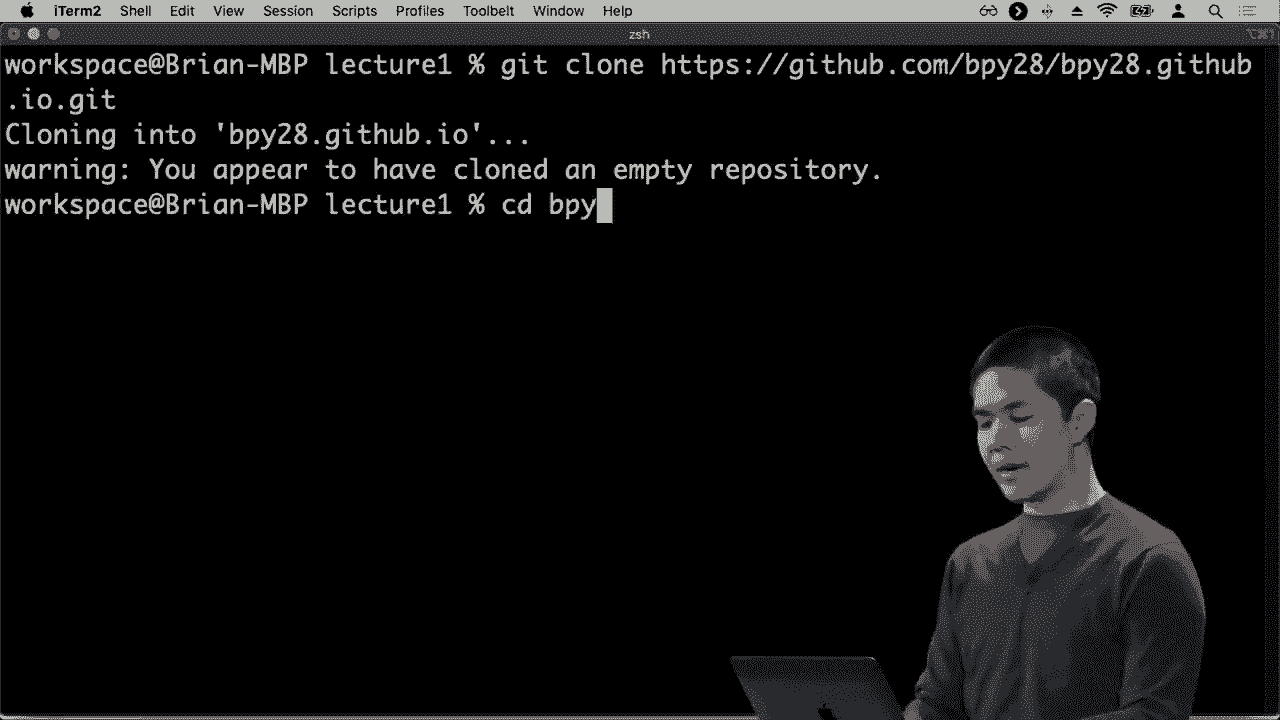 iTerm2 Shell Edit View Session Scripts Profiles Toolbelt Window Help
zsh
workspace@Brian-MBP lecture1 % git clone https://github.com/bpy28/bpy28.github
.io.git
Cloning into 'bpy28.github.io'...
warning: You appear to have cloned an empty repository.
workspace@Brian-MBP lecture1 % cd bpy